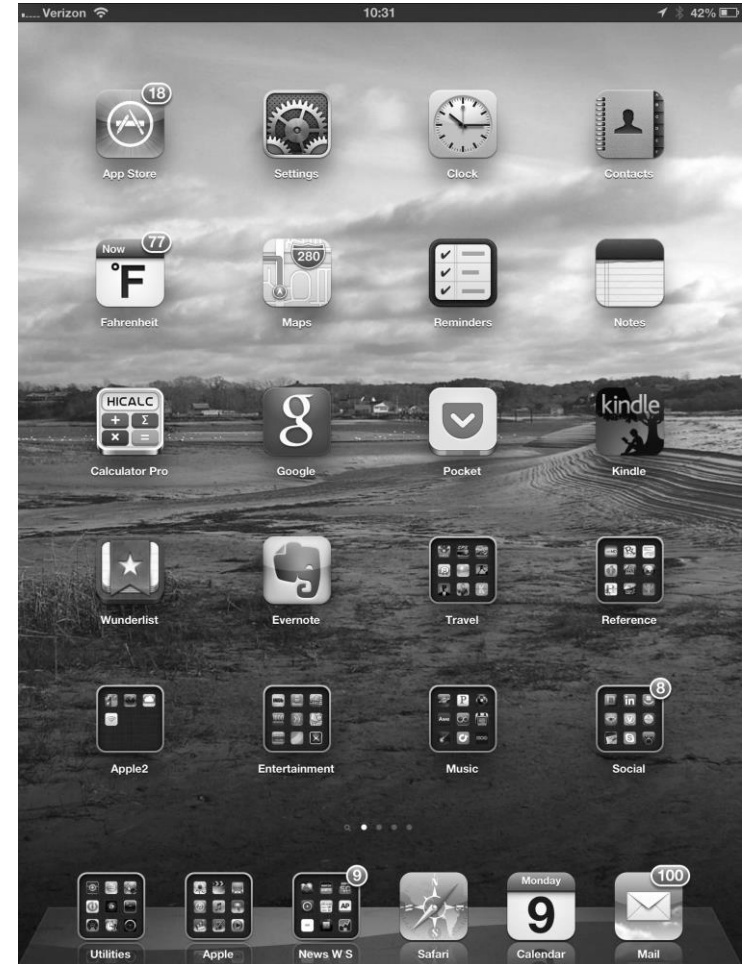 Verizon 10:31 42%
18
App Store Settings Clock Contacts
Now 77
°F
280
Fahrenheit Maps Reminders Notes
HICALC
+ Σ
× =
g
kindle
Calculator Pro Google Pocket Kindle
Wunderlist Evernote Travel Reference
8
in
P
Apple2 Entertainment Music Social
9
Monday
100
9
AP
N
Utilities Apple News W S Safari Calendar Mail